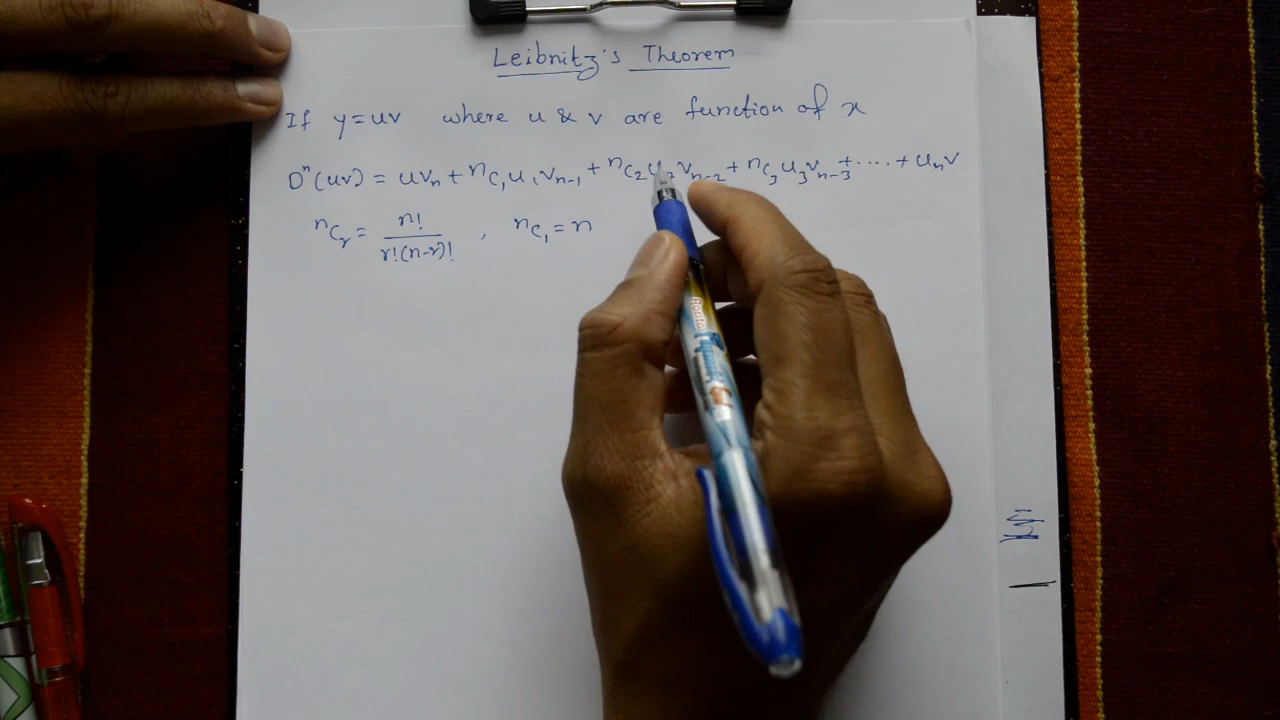 Leibnitz's Theorem
If y=uv where u & v are function of x
Dⁿ(uv) = uvₙ + ⁿC₁u₁vₙ₋₁ + ⁿC₂u₂vₙ₋₂ + ⁿC₃u₃vₙ₋₃ + .... + uₙv
ⁿCᵣ = n!/r!(n-r)! , ⁿC₁ = n